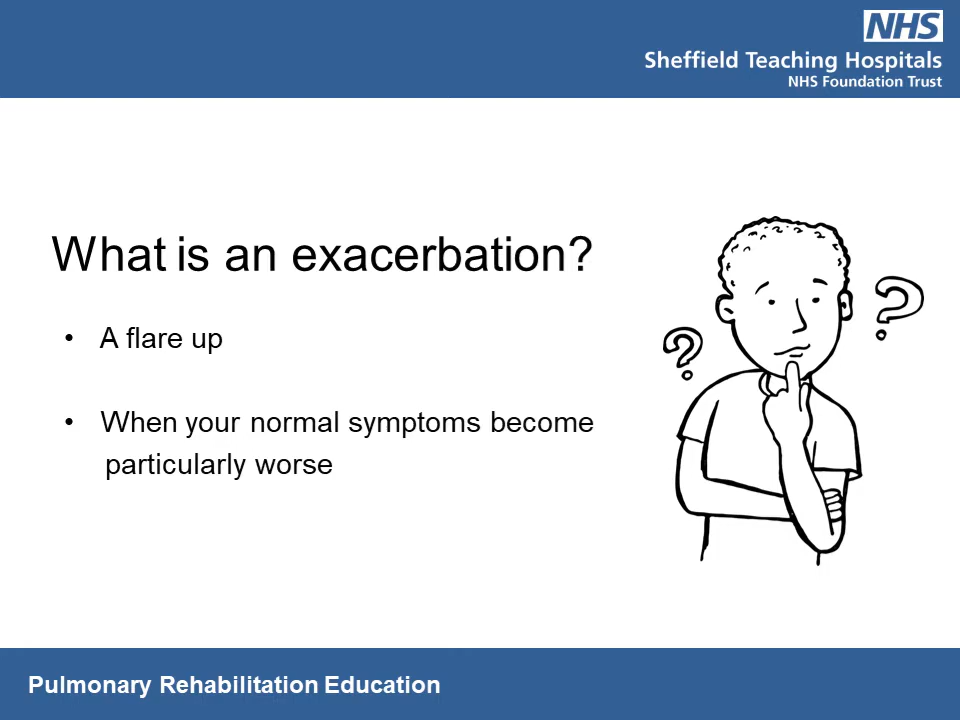 NHS
Sheffield Teaching Hospitals
NHS Foundation Trust
What is an exacerbation?
• A flare up
• When your normal symptoms become
particularly worse
? ?
Pulmonary Rehabilitation Education